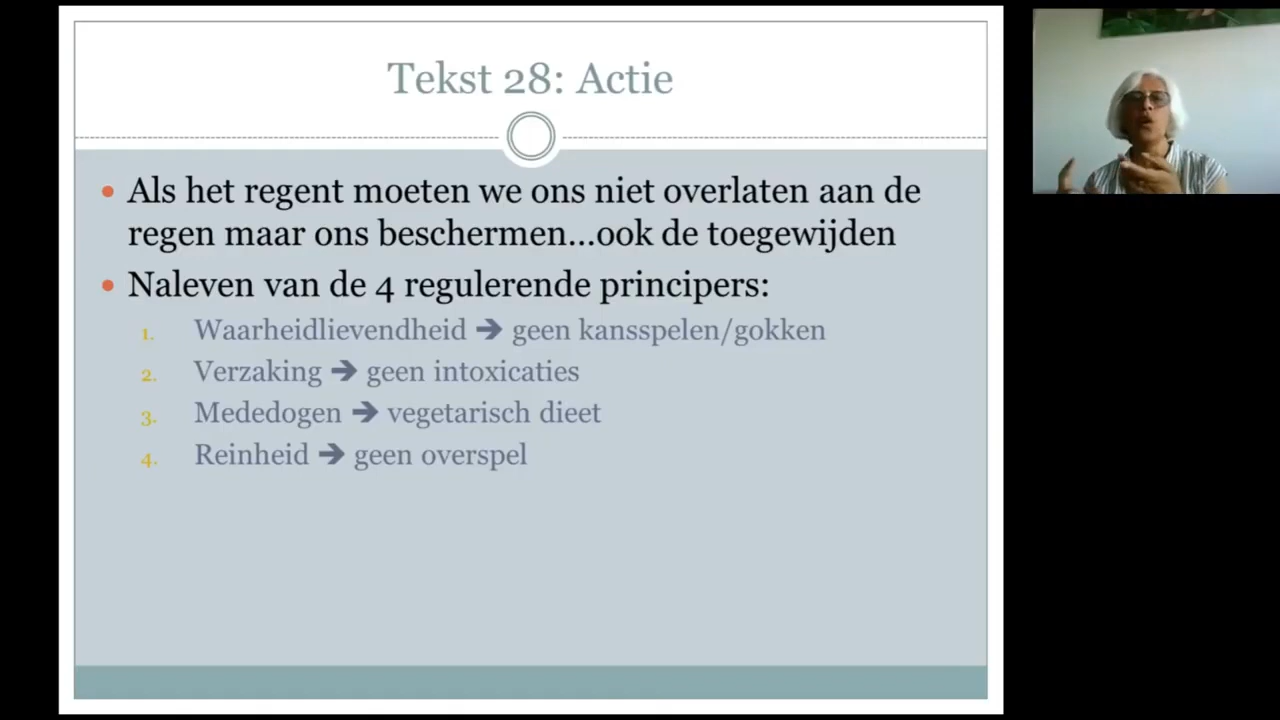 Tekst 28: Actie
• Als het regent moeten we ons niet overlaten aan de
regen maar ons beschermen...ook de toegewijden
• Naleven van de 4 regulerende principers:
1. Waarheidlievendheid ➔ geen kansspelen/gokken
2. Verzaking ➔ geen intoxicaties
3. Mededogen ➔ vegetarisch dieet
4. Reinheid ➔ geen overspel